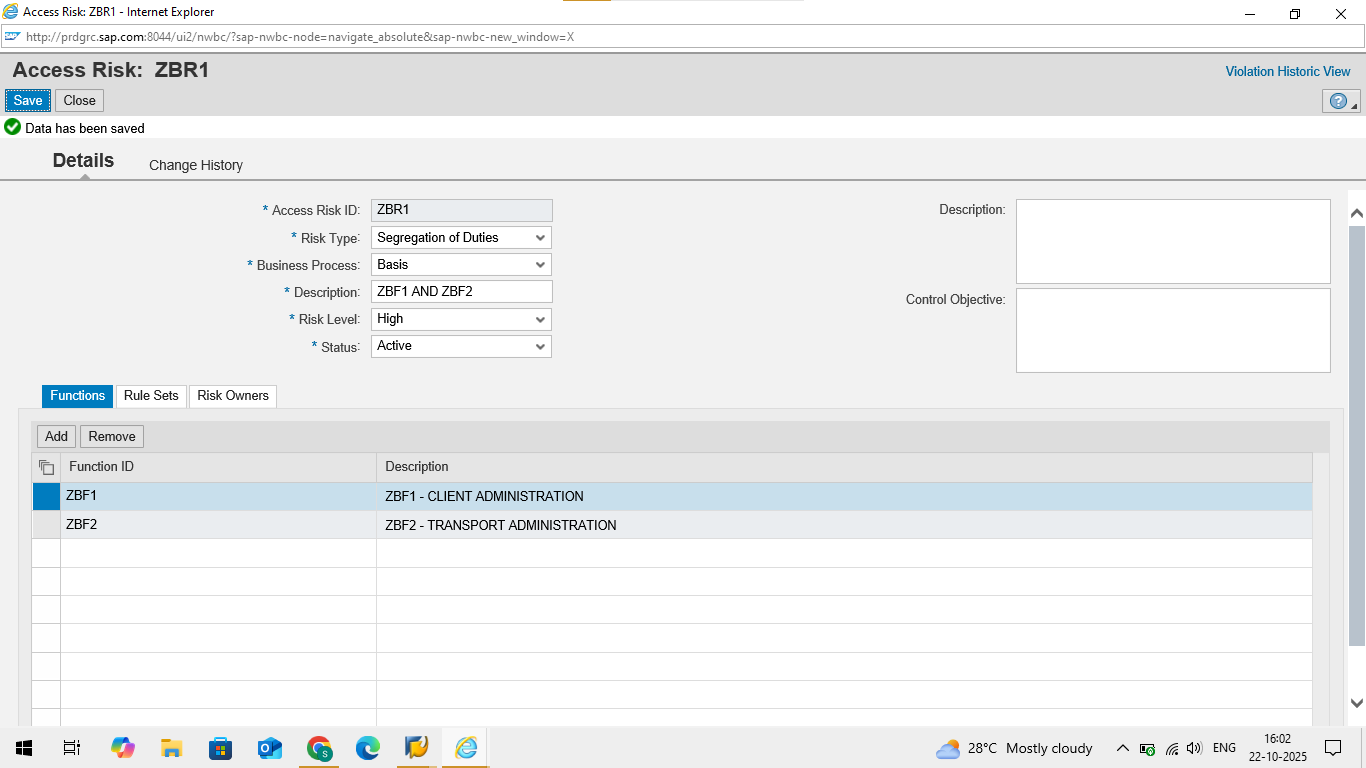 Access Risk: ZBR1 - Internet Explorer
http://prdgrc.sap.com:8044/ui2/nwbc/?sap-nwbc-node=navigate_absolute&sap-nwbc-new_window=X
Access Risk: ZBR1
Violation Historic View
Save Close
?
Data has been saved
Details Change History
* Access Risk ID: ZBR1
Description:
* Risk Type: Segregation of Duties
* Business Process: Basis
* Description: ZBF1 AND ZBF2
Control Objective:
* Risk Level: High
* Status: Active
Functions Rule Sets Risk Owners
Add Remove
Function ID Description
ZBF1 ZBF1 - CLIENT ADMINISTRATION
ZBF2 ZBF2 - TRANSPORT ADMINISTRATION
28°C Mostly cloudy
ENG
16:02
22-10-2025